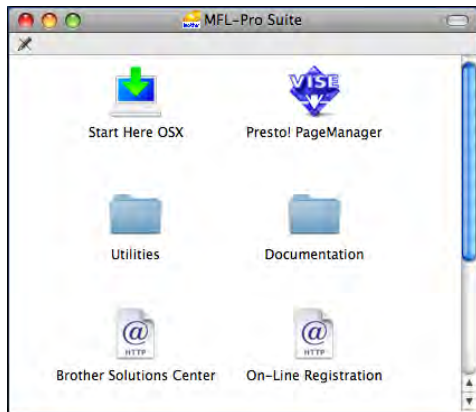 MFL-Pro Suite
Start Here OSX
Presto! PageManager
VISE
Utilities
Documentation
HTTP
HTTP
Brother Solutions Center
On-Line Registration